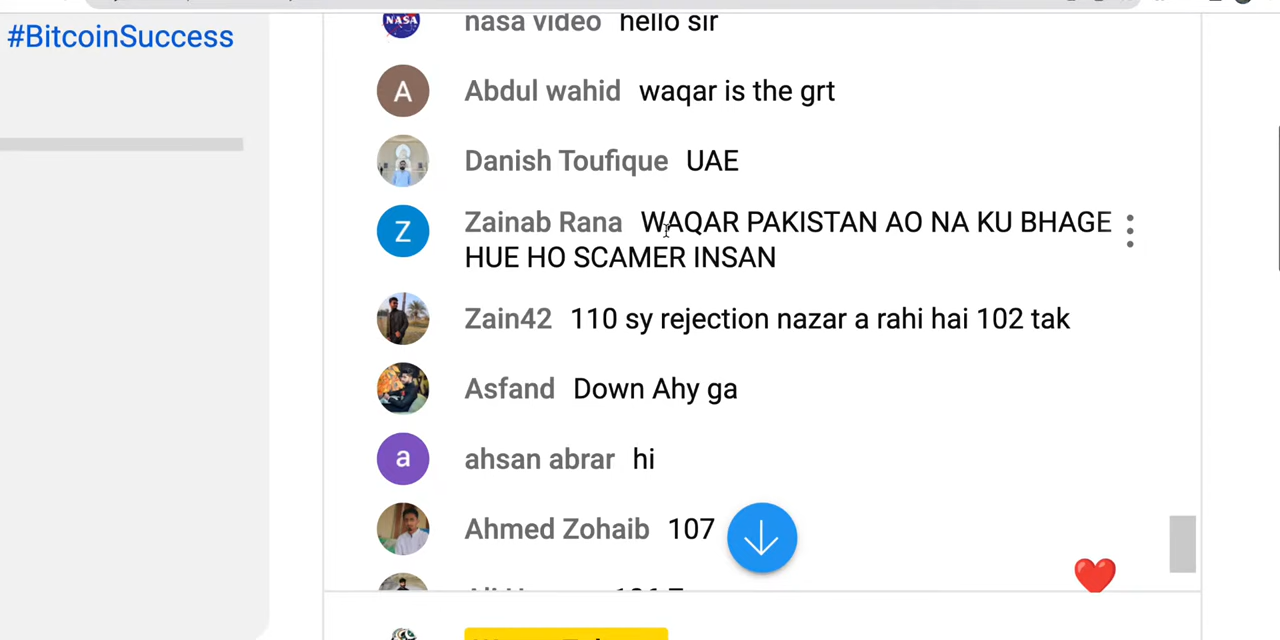 #BitcoinSuccess
NASA
nasa video hello sir
A
Abdul wahid waqar is the grt
Danish Toufique UAE
Z
Zainab Rana WAQAR PAKISTAN AO NA KU BHAGE
HUE HO SCAMER INSAN
Zain42 110 sy rejection nazar a rahi hai 102 tak
Asfand Down Ahy ga
a
ahsan abrar hi
Ahmed Zohaib 107